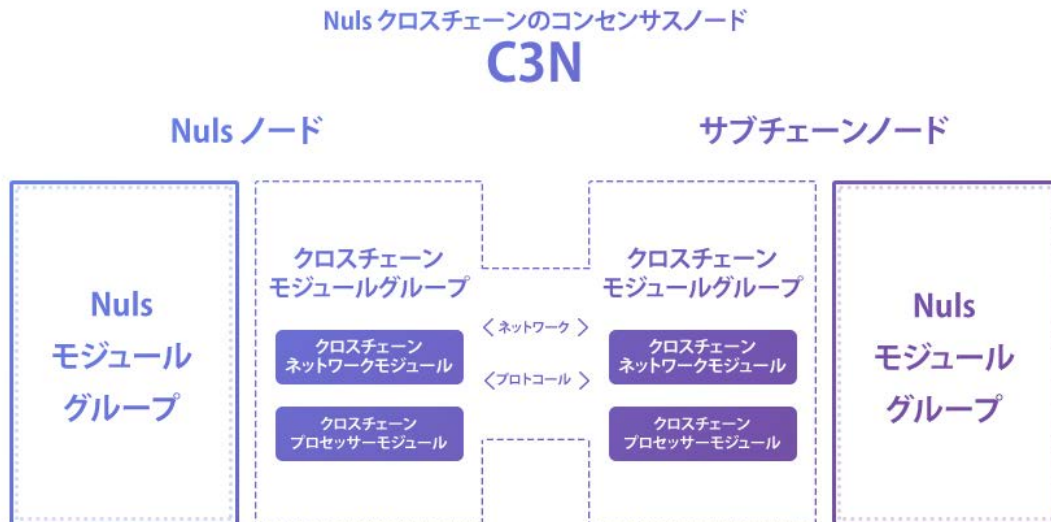 Nuls クロスチェーンのコンセンサスノード
C3N
Nuls ノード
サブチェーンノード
Nuls
モジュール
グループ
クロスチェーン
モジュールグループ
クロスチェーン
ネットワークモジュール
クロスチェーン
プロセッサーモジュール
ネットワーク
プロトコール
クロスチェーン
モジュールグループ
クロスチェーン
ネットワークモジュール
クロスチェーン
プロセッサーモジュール
Nuls
モジュール
グループ